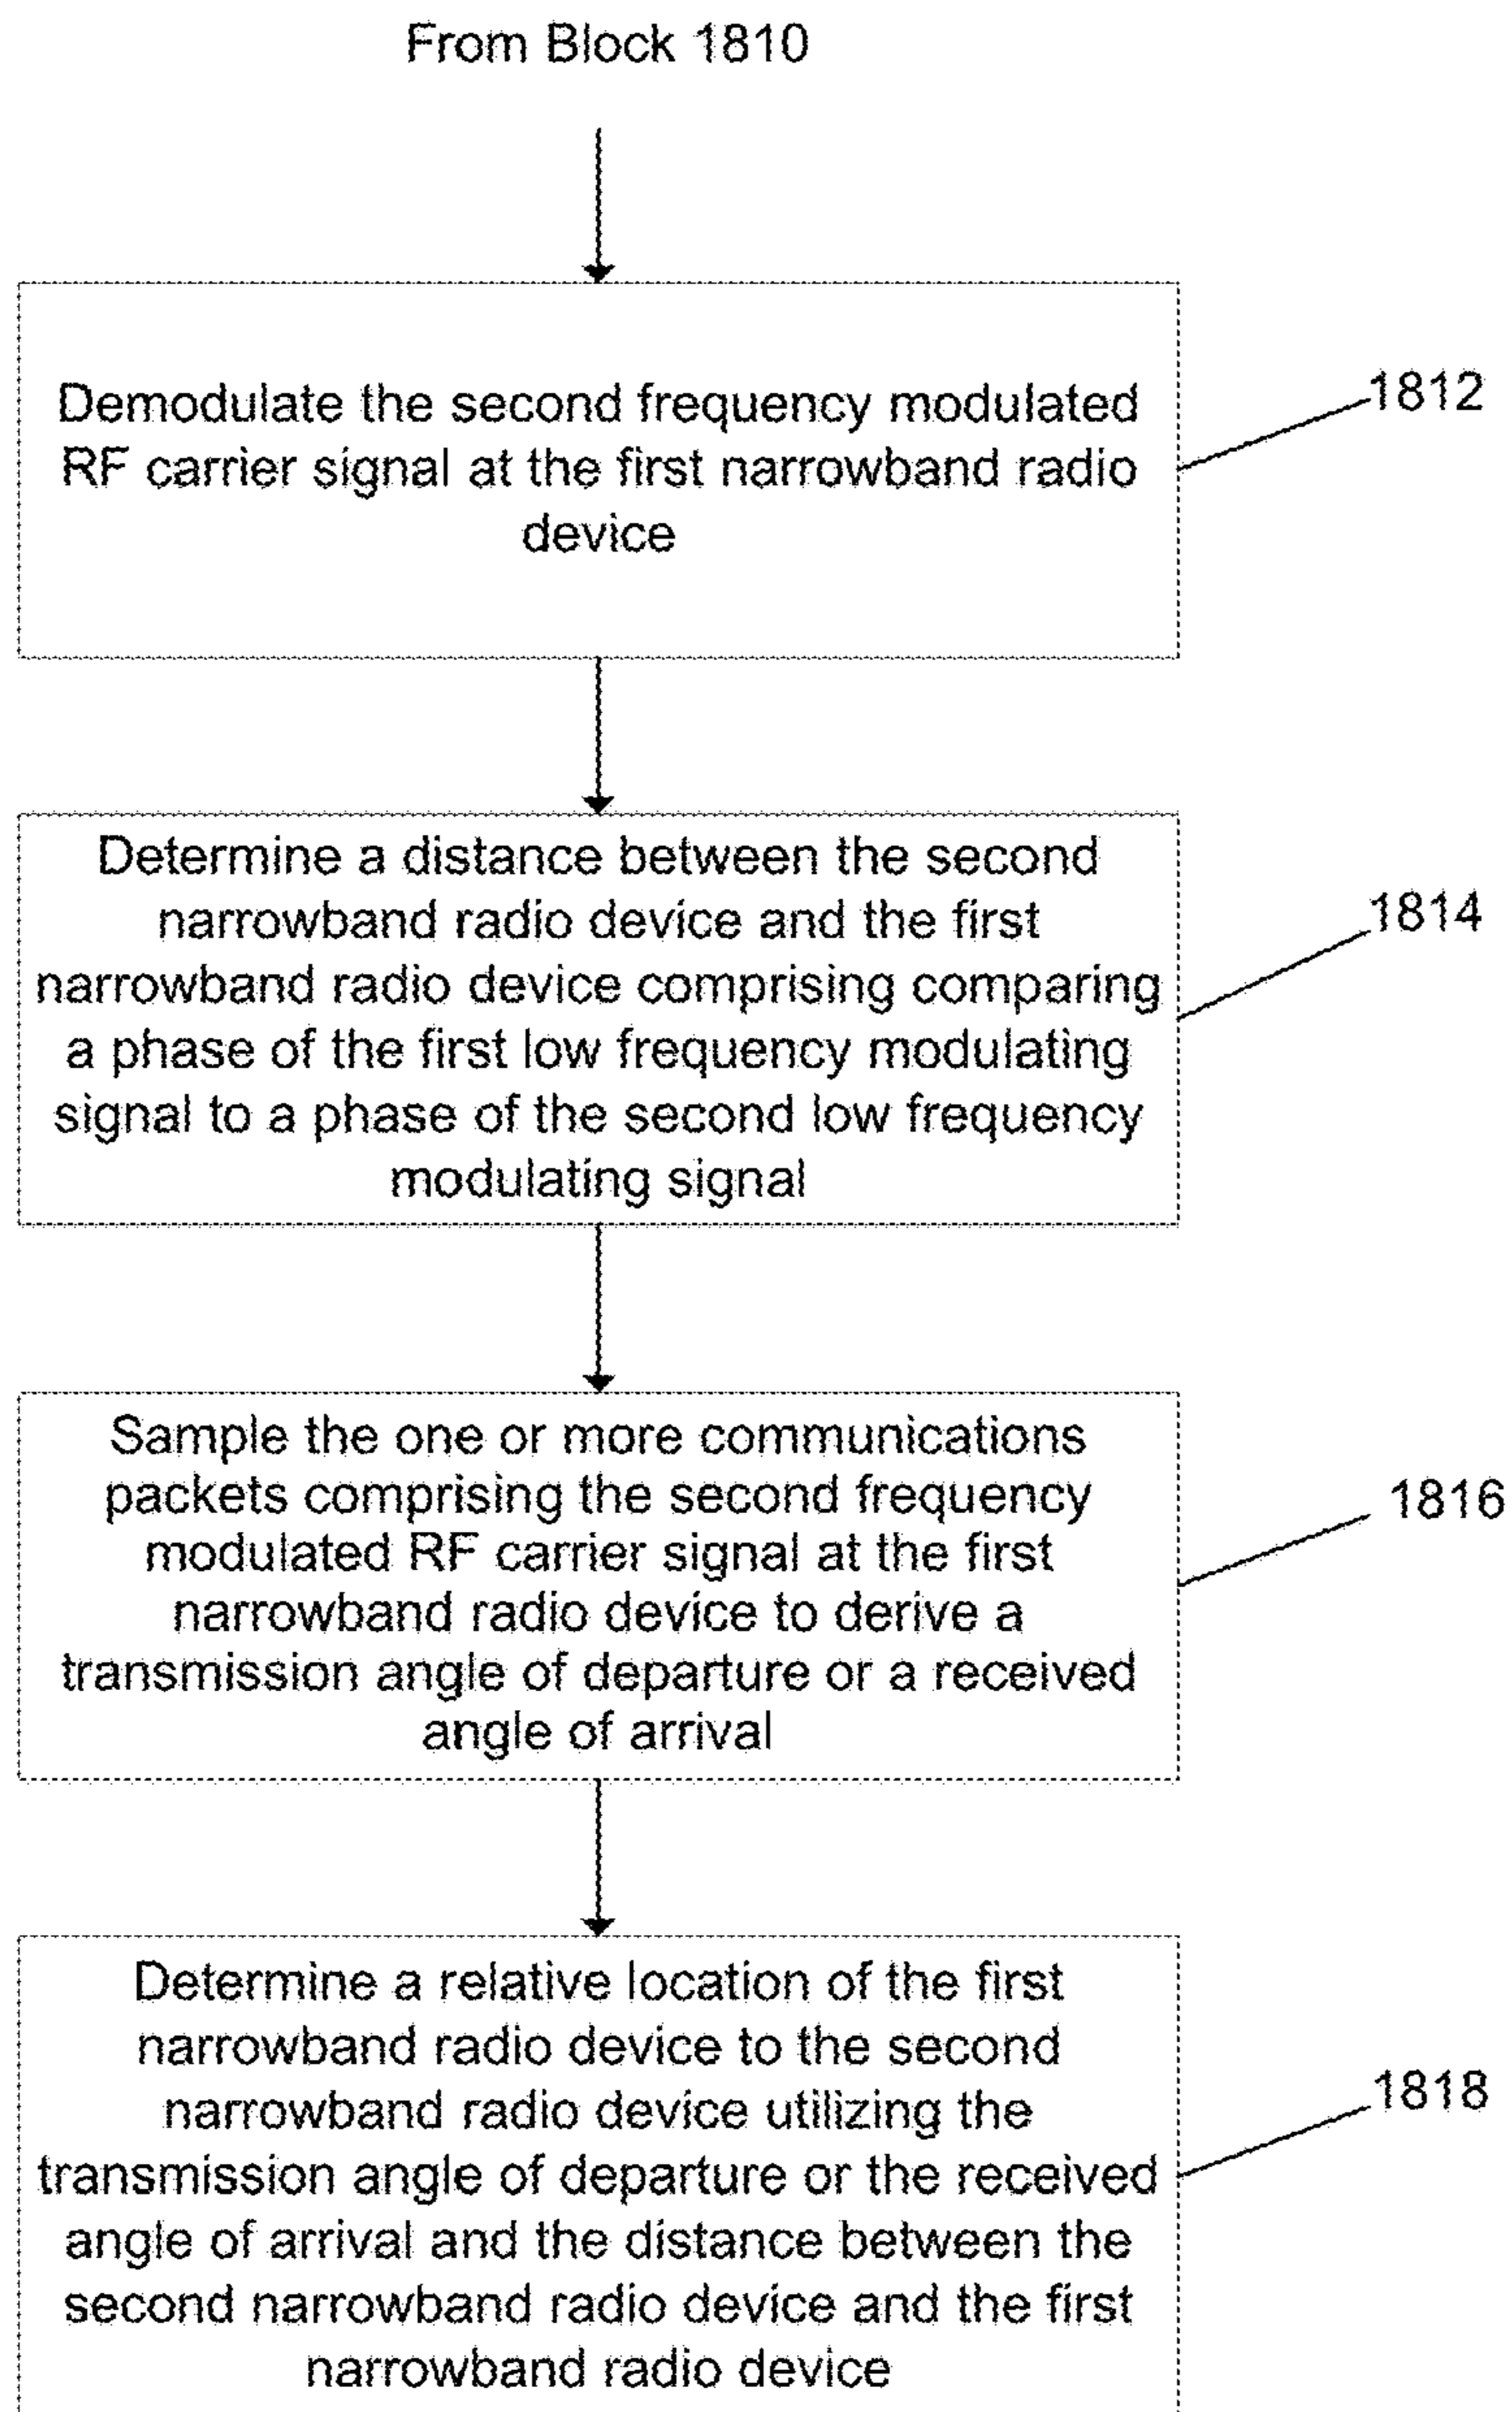 From Block 1810
Demodulate the second frequency modulated
RF carrier signal at the first narrowband radio
device
1812
Determine a distance between the second
narrowband radio device and the first
narrowband radio device comprising comparing
a phase of the first low frequency modulating
signal to a phase of the second low frequency
modulating signal
1814
Sample the one or more communications
packets comprising the second frequency
modulated RF carrier signal at the first
narrowband radio device to derive a
transmission angle of departure or a received
angle of arrival
1816
Determine a relative location of the first
narrowband radio device to the second
narrowband radio device utilizing the
transmission angle of departure or the received
angle of arrival and the distance between the
second narrowband radio device and the first
narrowband radio device
1818